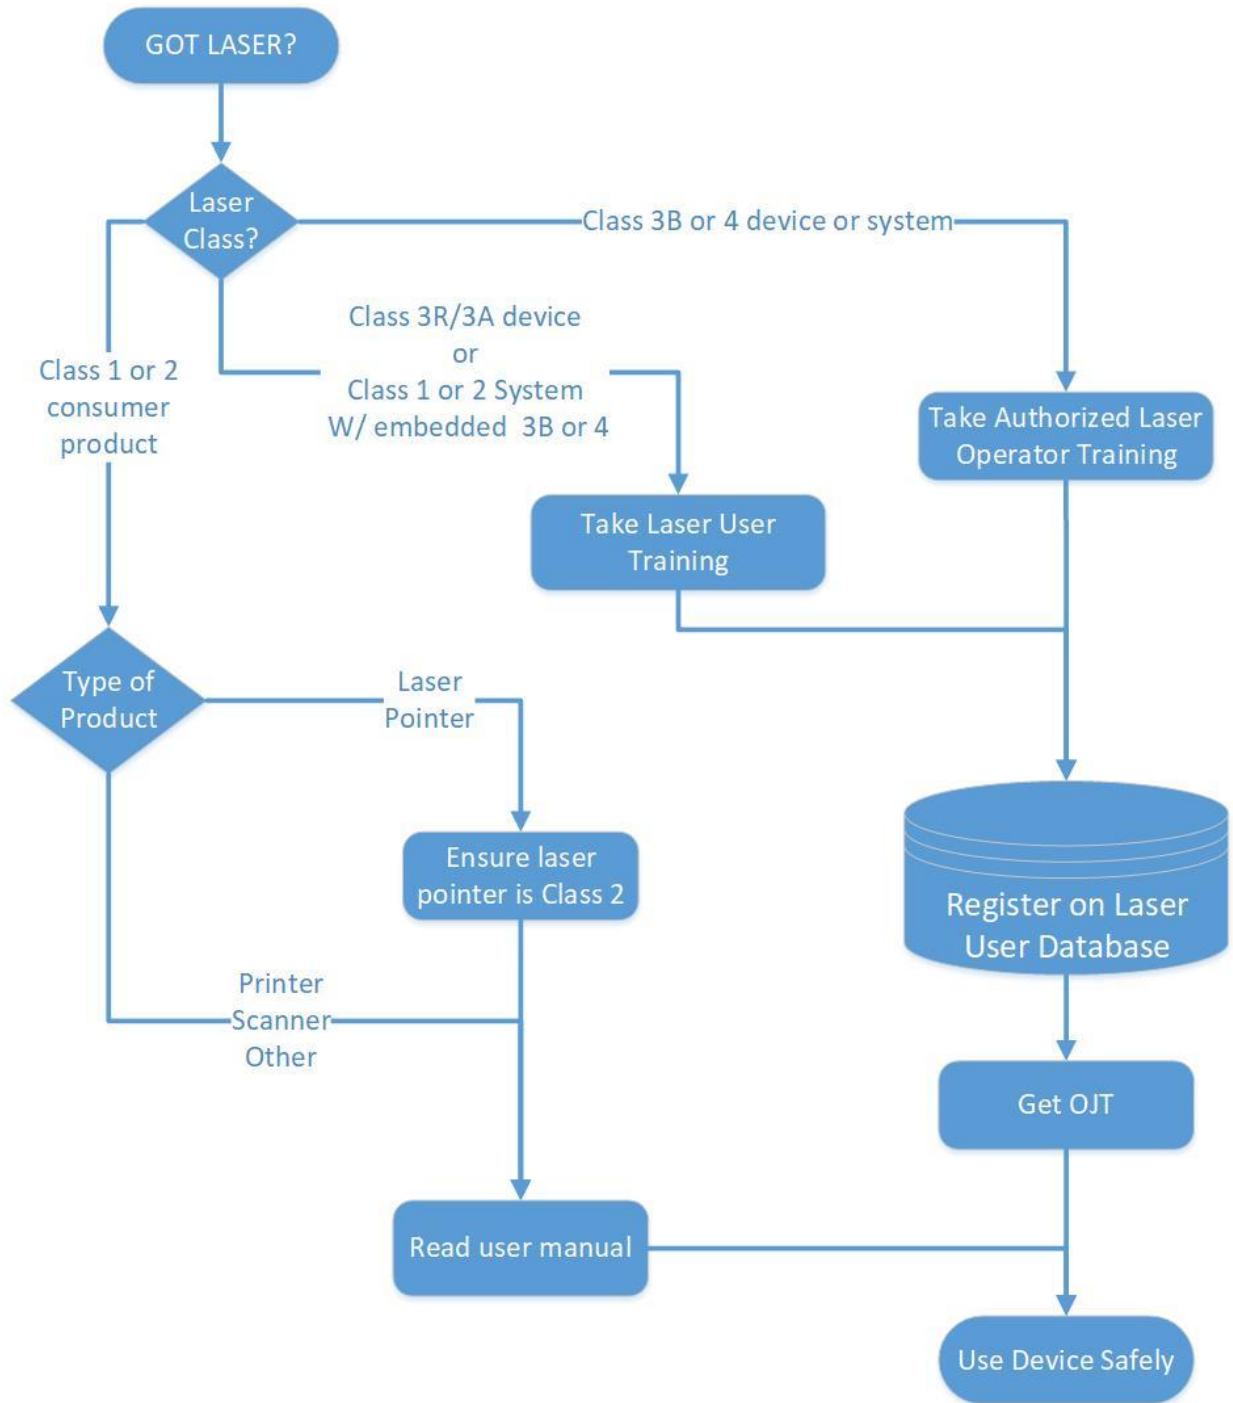 GOT LASER?
Laser
Class?
Class 3B or 4 device or system
Class 3R/3A device
or
Class 1 or 2 System
W/ embedded 3B or 4
Class 1 or 2
consumer
product
Take Authorized Laser
Operator Training
Take Laser User
Training
Type of
Product
Laser
Pointer
Ensure laser
pointer is Class 2
Register on Laser
User Database
Printer
Scanner
Other
Get OJT
Read user manual
Use Device Safely